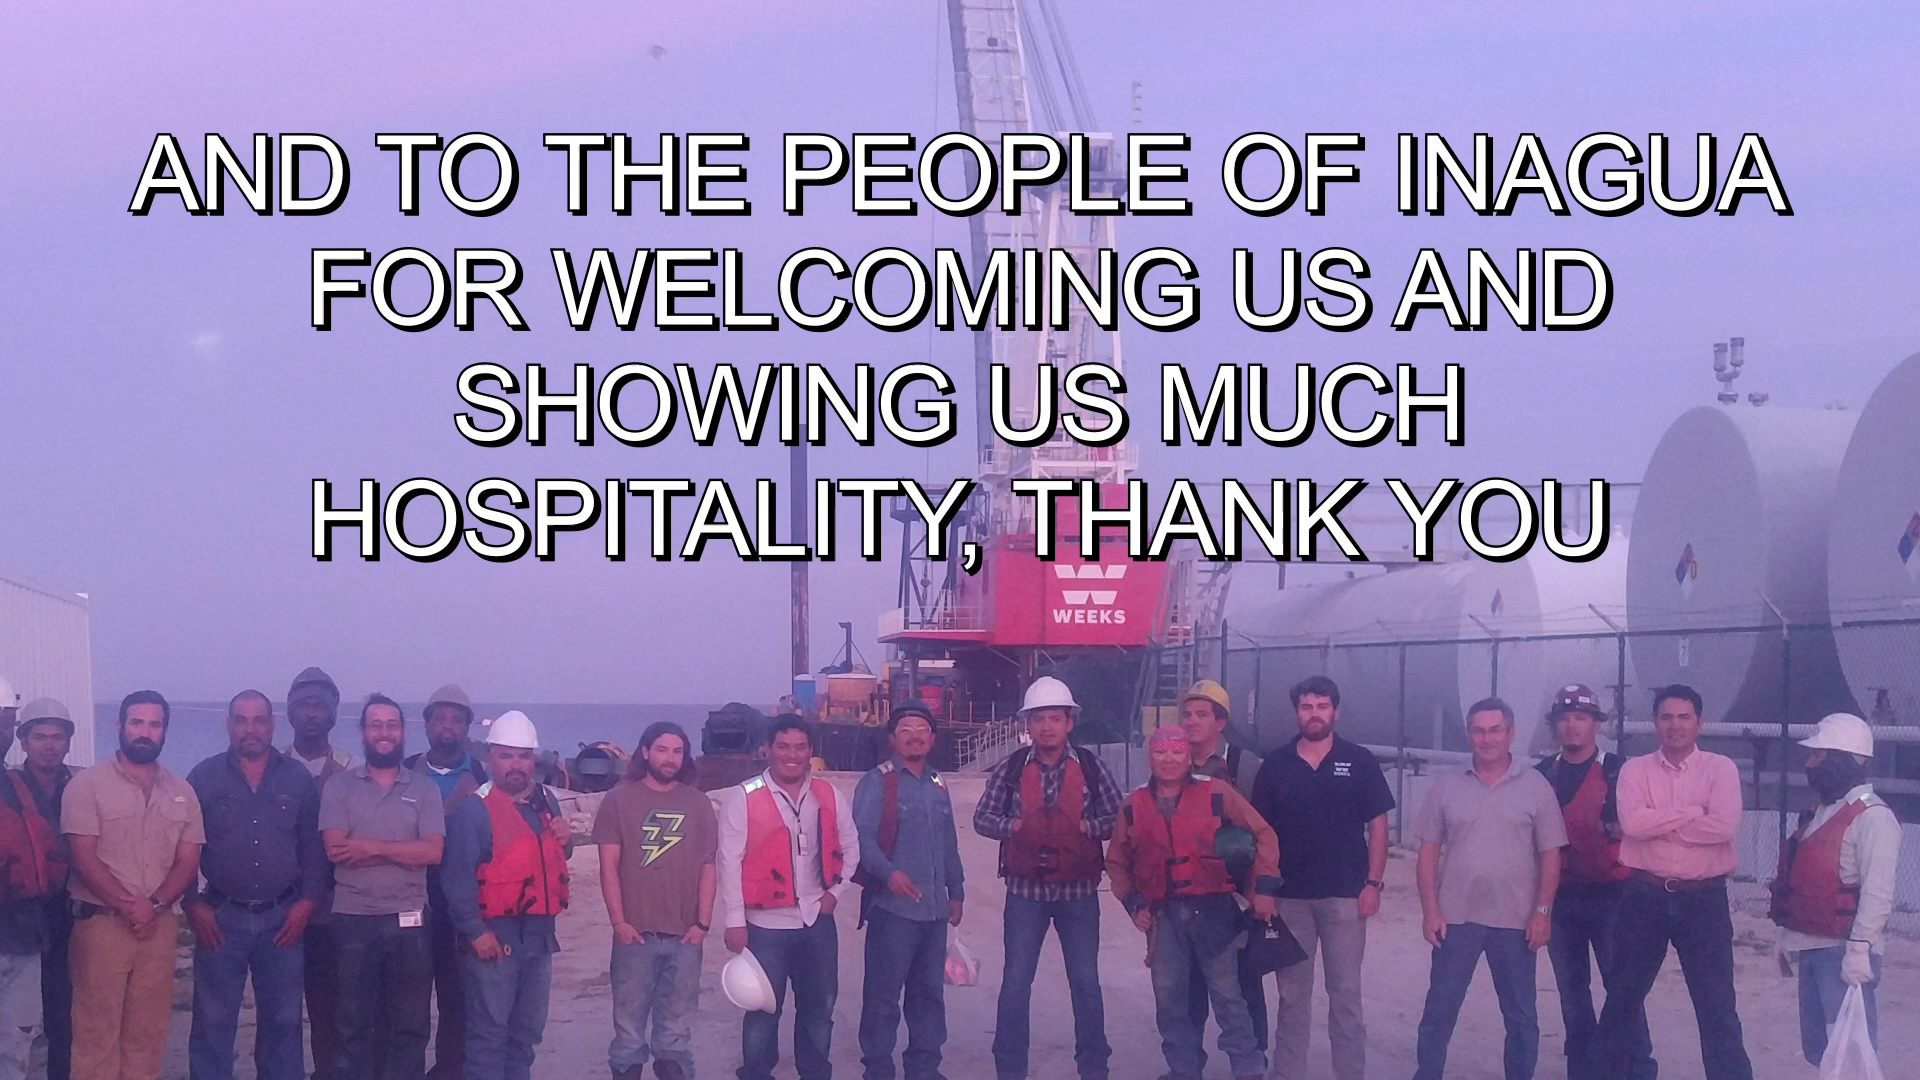 AND TO THE PEOPLE OF INAGUA
FOR WELCOMING US AND
SHOWING US MUCH
HOSPITALITY, THANK YOU
WEEKS